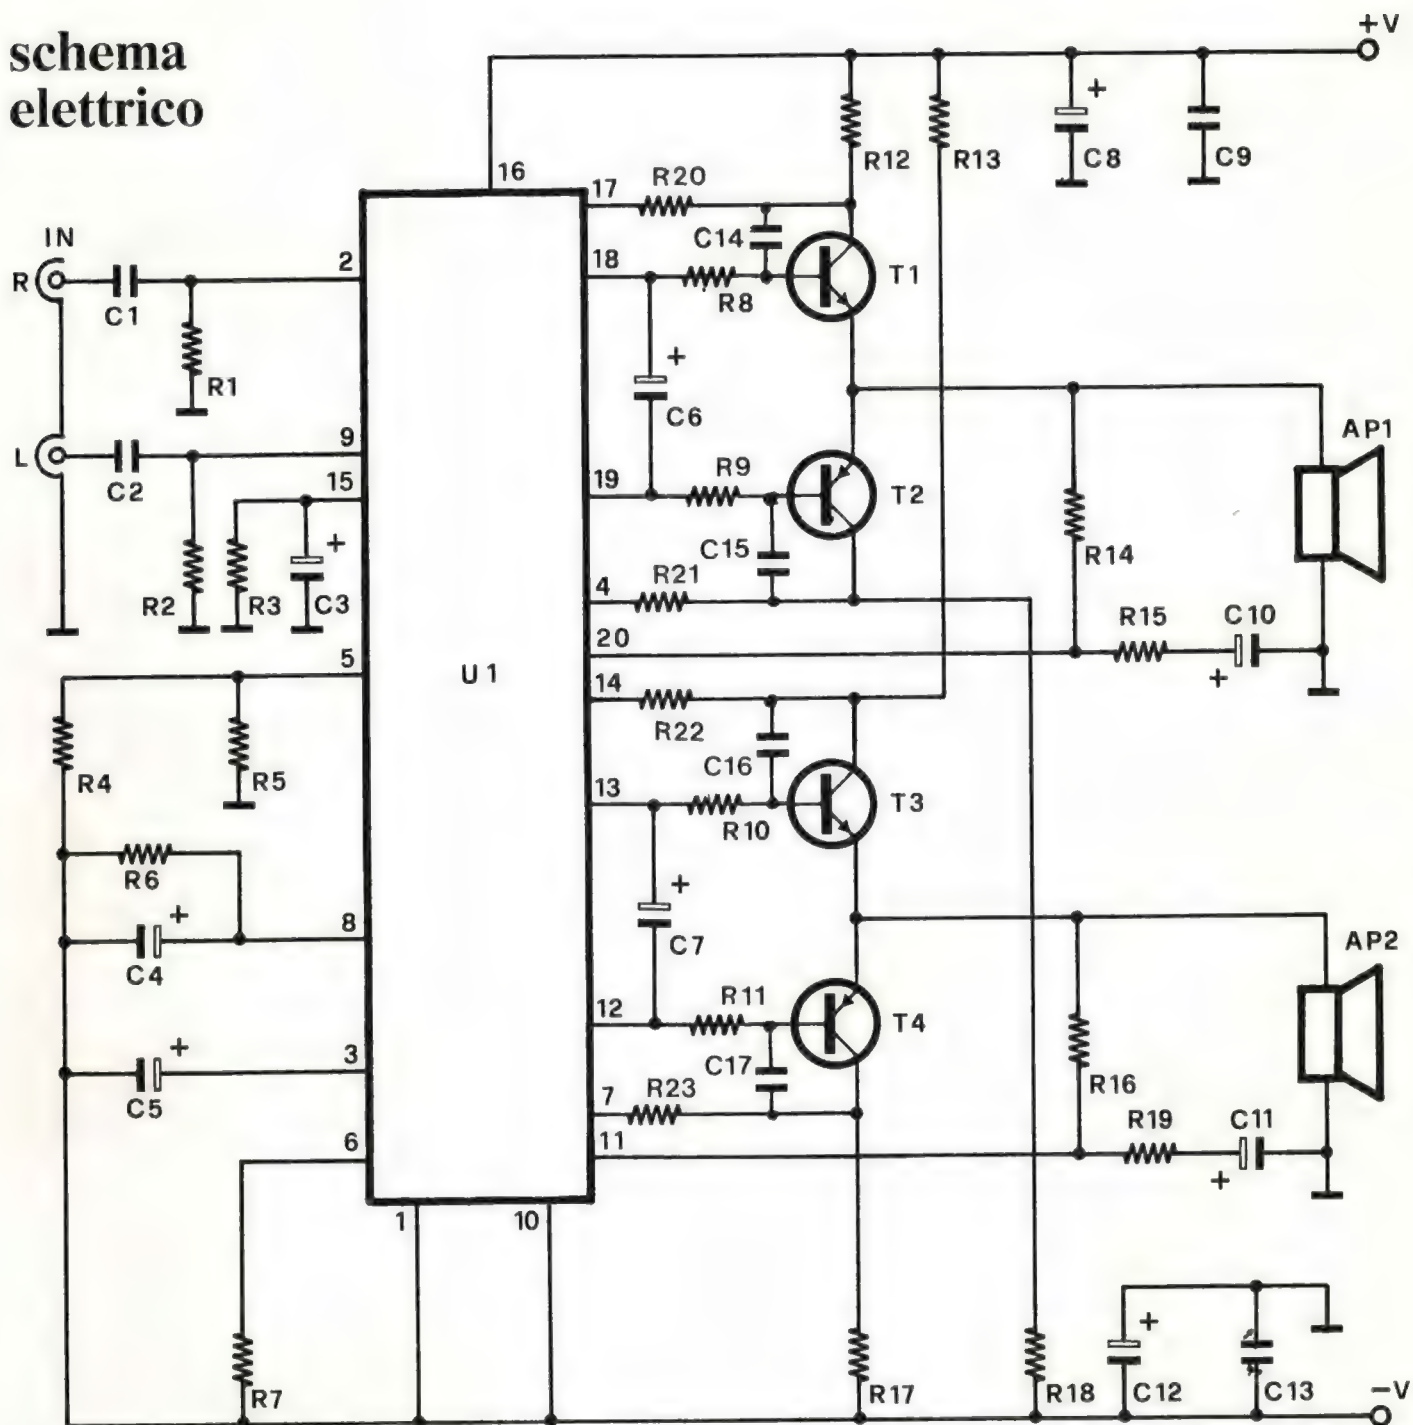 schema
elettrico
+V
R12
R13
C8
+
C9
16
17
R20
C14
18
R8
T1
IN
R
C1
2
R1
+
C6
L
C2
9
15
R2
R3
+
C3
19
R9
T2
C15
4
R21
20
14
R22
AP1
R14
R15
C10
+
5
U1
R4
R5
C16
13
R10
T3
R6
+
C4
8
+
C7
12
R11
T4
C17
AP2
+
C5
3
7
R23
11
R16
R19
C11
+
6
1
10
R7
R17
R18
+
C12
C13
-V